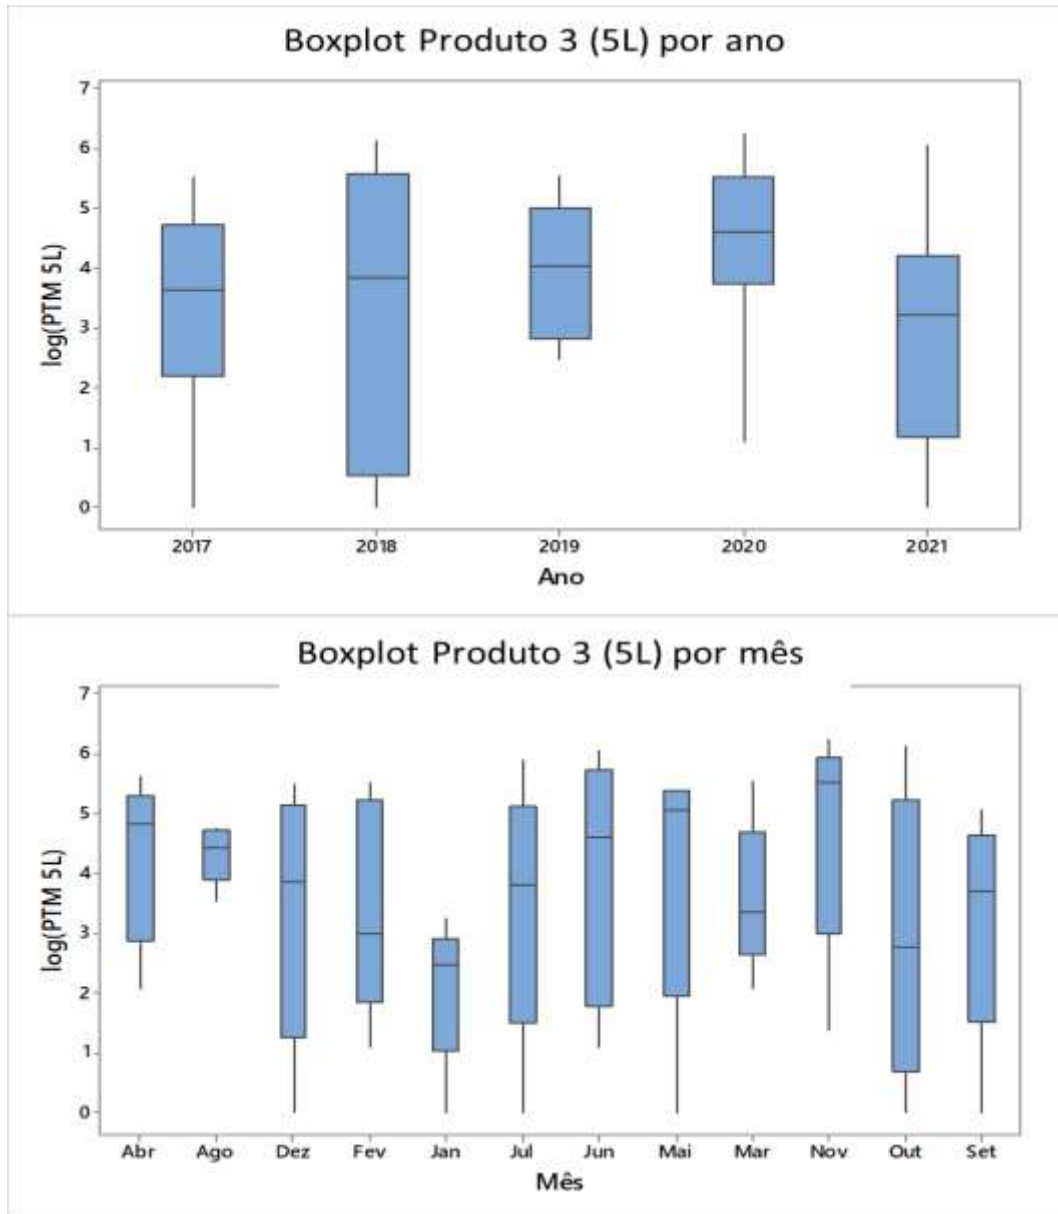 Boxplot Produto 3 (5L) por ano
7
6
5
4
3
2
1
0
log(PTM 5L)
2017 2018 2019 2020 2021
Ano
Boxplot Produto 3 (5L) por mês
7
6
5
4
3
2
1
0
log(PTM 5L)
Abr Ago Dez Fev Jan Jul Jun Mai Mar Nov Out Set
Mês